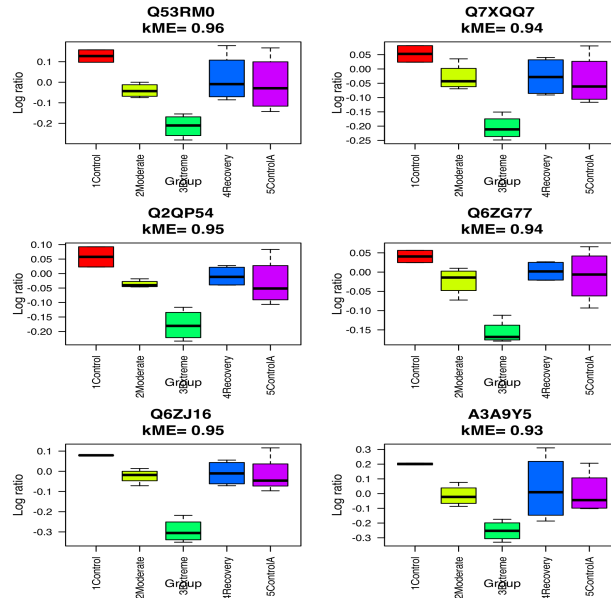 Q53RM0
kME= 0.96
Log ratio
0.1
0.0
-0.1
-0.2
1Control
2Moderate
3Extreme
4Recovery
5ControlA
Group
Q7XQQ7
kME= 0.94
Log ratio
0.05
0.00
-0.05
-0.10
-0.15
-0.20
-0.25
1Control
2Moderate
3Extreme
4Recovery
5ControlA
Group
Q2QP54
kME= 0.95
Log ratio
0.10
0.05
0.00
-0.05
-0.10
-0.15
-0.20
1Control
2Moderate
3Extreme
4Recovery
5ControlA
Group
Q6ZG77
kME= 0.94
Log ratio
0.05
0.00
-0.05
-0.15
1Control
2Moderate
3Extreme
4Recovery
5ControlA
Group
Q6ZJ16
kME= 0.95
Log ratio
0.1
0.0
-0.1
-0.3
1Control
2Moderate
3Extreme
4Recovery
5ControlA
Group
A3A9Y5
kME= 0.93
Log ratio
0.3
0.2
0.1
0.0
-0.1
-0.2
-0.3
1Control
2Moderate
3Extreme
4Recovery
5ControlA
Group